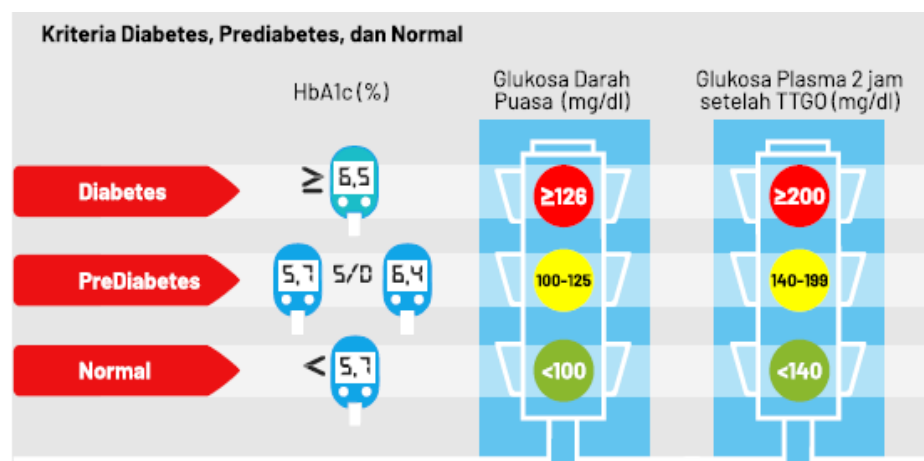 Kriteria Diabetes, Prediabetes, dan Normal
HbA1c (%)
Glukosa Darah
Puasa (mg/dl)
Glukosa Plasma 2 jam
setelah TTGO (mg/dl)
Diabetes
≥ 6,5
≥126
≥200
PreDiabetes
5,7 S/D 6,4
100-125
140-199
Normal
< 5,7
<100
<140